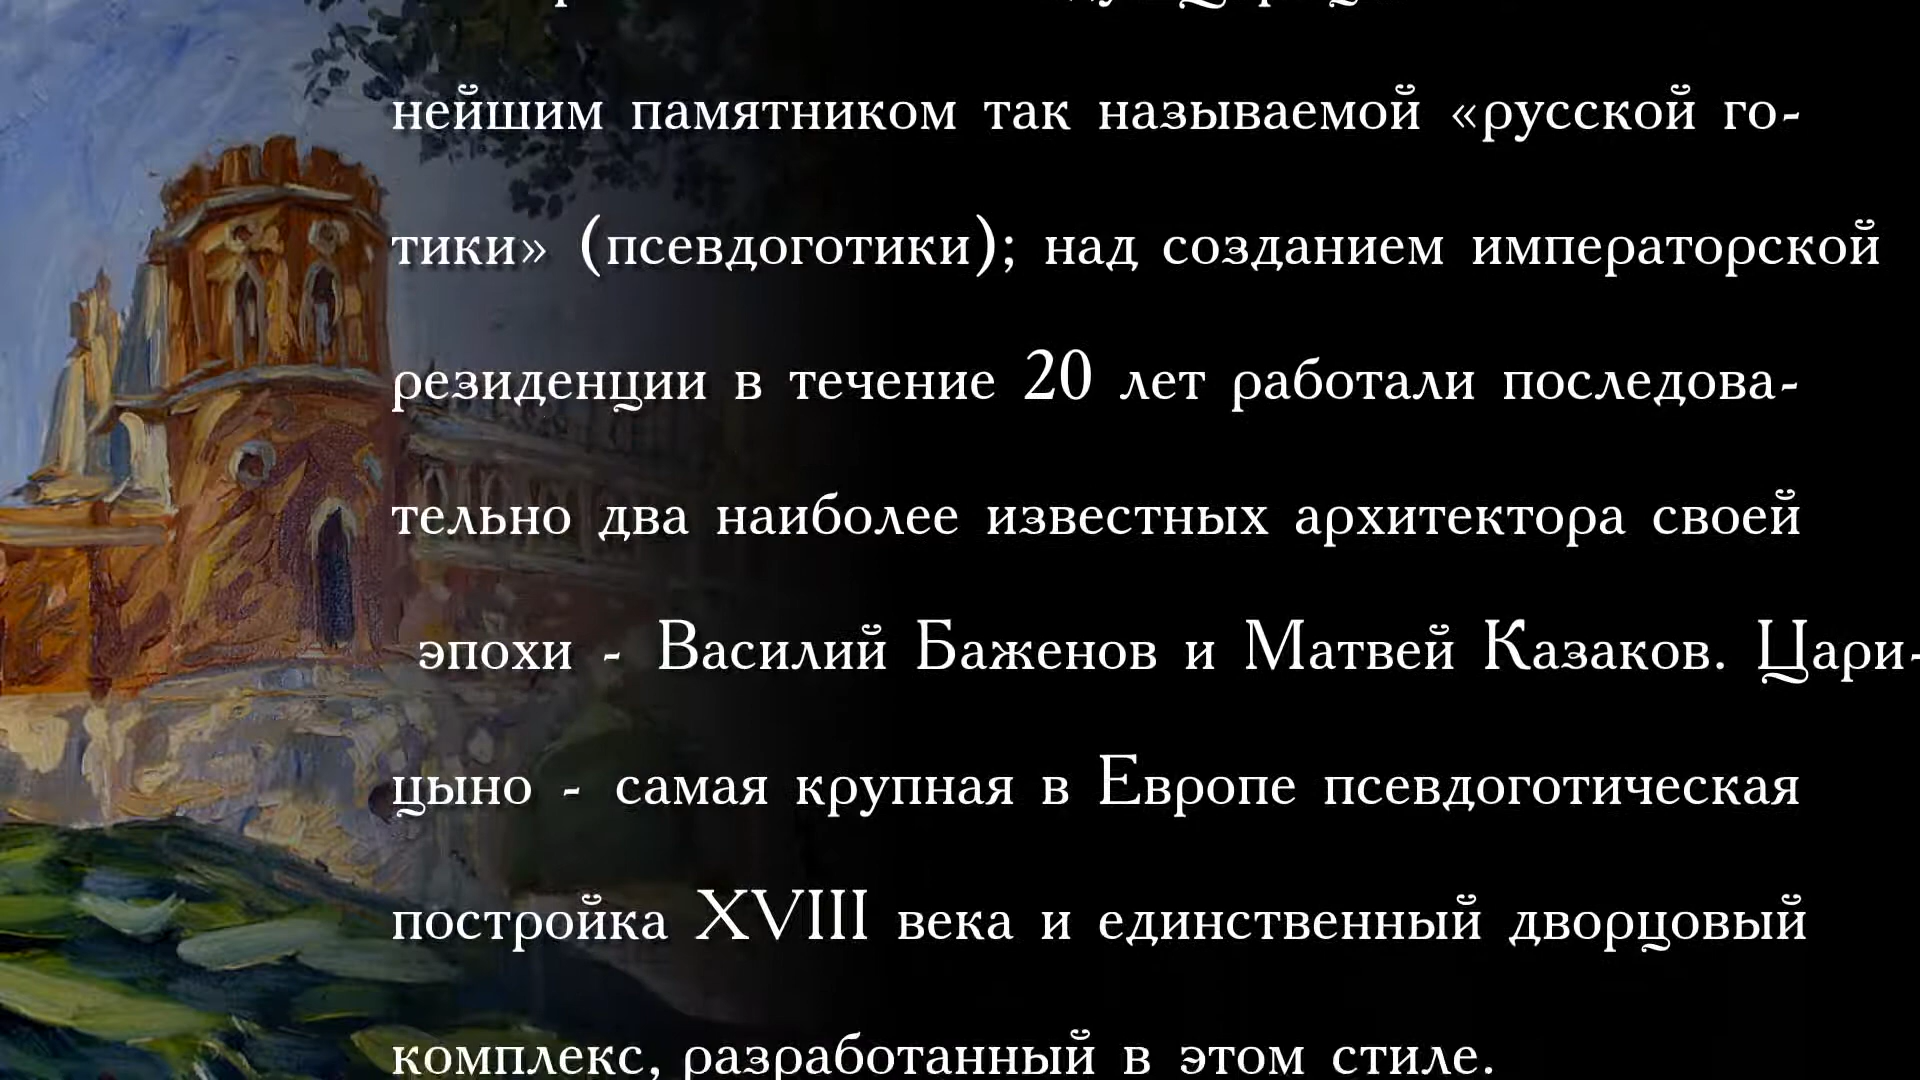 нейшим памятником так называемой «русской го-
тики» (псевдоготики); над созданием императорской
резиденции в течение 20 лет работали последова-
тельно два наиболее известных архитектора своей
эпохи - Василий Баженов и Матвей Казаков. Цари-
цыно - самая крупная в Европе псевдоготическая
постройка XVIII века и единственный дворцовый
комплекс, разработанный в этом стиле.